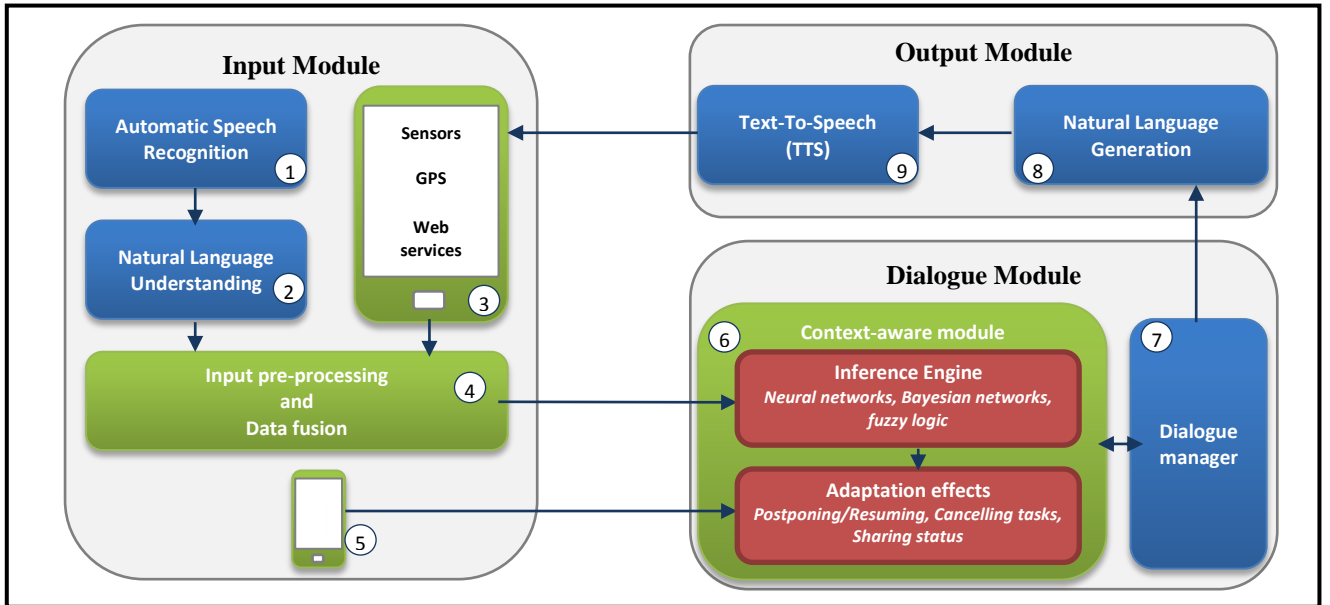 Input Module
Automatic Speech
Recognition
1
Natural Language
Understanding
2
Sensors
GPS
Web
services
3
Input pre-processing
and
Data fusion
4
5
Output Module
Text-To-Speech
(TTS)
9
Natural Language
Generation
8
Dialogue Module
6
Context-aware module
Inference Engine
Neural networks, Bayesian networks,
fuzzy logic
Adaptation effects
Postponing/Resuming, Cancelling tasks,
Sharing status
7
Dialogue
manager